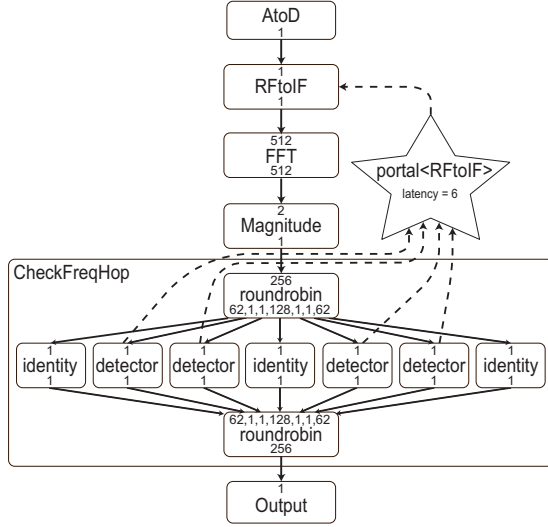 AtoD
1
1
RFtoIF
1
512
FFT
512
portal<RFtoIF>
latency = 6
2
Magnitude
1
CheckFreqHop
256
roundrobin
62,1,1,128,1,1,62
1 1 1 1 1 1 1
identity detector detector identity detector detector identity
1 1 1 1 1 1 1
62,1,1,128,1,1,62
roundrobin
256
1
Output